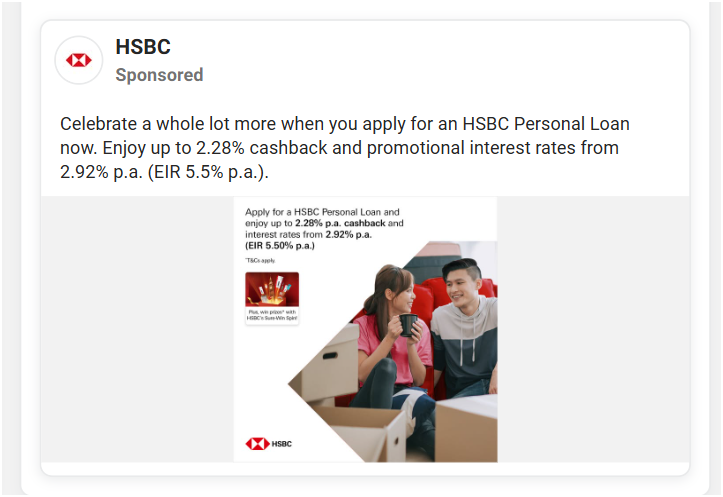 HSBC
Sponsored
Celebrate a whole lot more when you apply for an HSBC Personal Loan
now. Enjoy up to 2.28% cashback and promotional interest rates from
2.92% p.a. (EIR 5.5% p.a.).
Apply for a HSBC Personal Loan and
enjoy up to 2.28% p.a. cashback and
interest rates from 2.92% p.a.
(EIR 5.50% p.a.)
*T&Cs apply
Plus, win prizes* with
HSBC's Sure-Win Spin!
HSBC